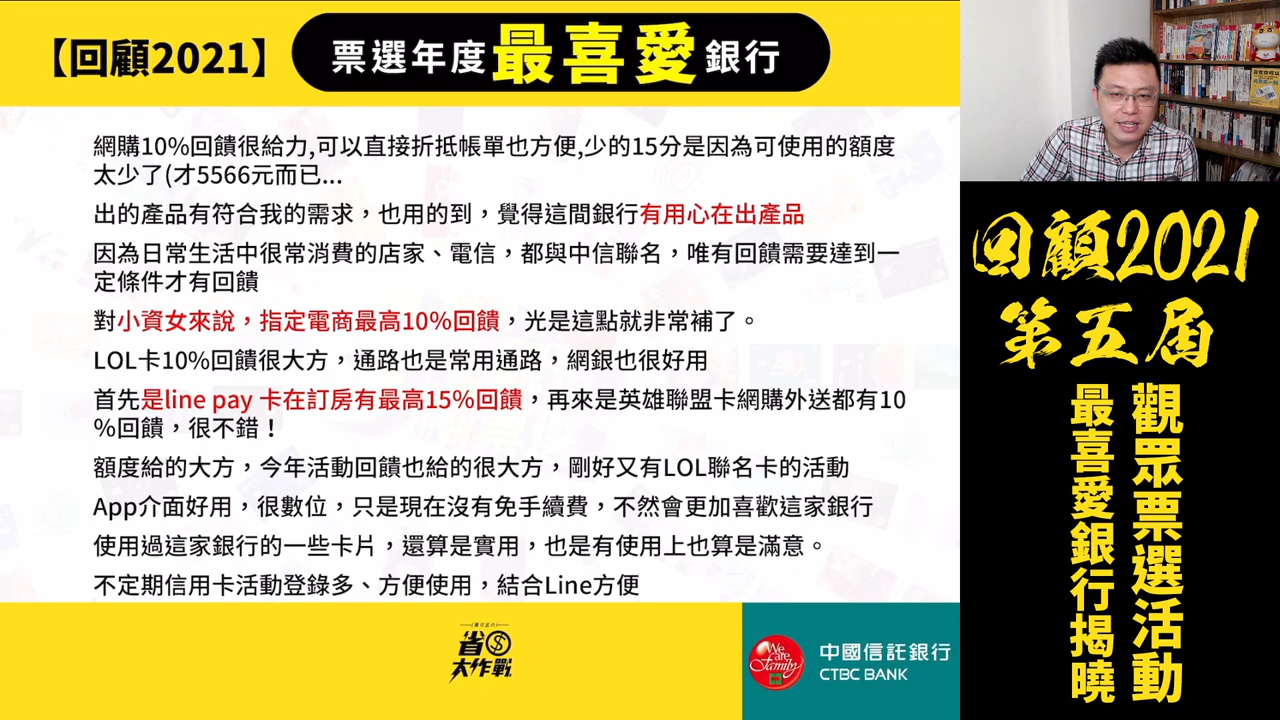 【回顧2021】
票選年度最喜愛銀行
網購10%回饋很給力,可以直接折抵帳單也方便,少的15分是因為可使用的額度
太少了(才5566元而已...
出的產品有符合我的需求，也用的到，覺得這間銀行有用心在出產品
因為日常生活中很常消費的店家、電信，都與中信聯名，唯有回饋需要達到一
定條件才有回饋
對小資女來說，指定電商最高10%回饋，光是這點就非常補了。
LOL卡10%回饋很大方，通路也是常用通路，網銀也很好用
首先是line pay 卡在訂房有最高15%回饋，再來是英雄聯盟卡網購外送都有10
%回饋，很不錯！
額度給的大方，今年活動回饋也給的很大方，剛好又有LOL聯名卡的活動
App介面好用，很數位，只是現在沒有免手續費，不然會更加喜歡這家銀行
使用過這家銀行的一些卡片，還算是實用，也是有使用上也算是滿意。
不定期信用卡活動登錄多、方便使用，結合Line方便
省
大作戰
We are Family
中國信託銀行
CTBC BANK
回顧2021
第五屆
觀眾票選活動
最喜愛銀行揭曉